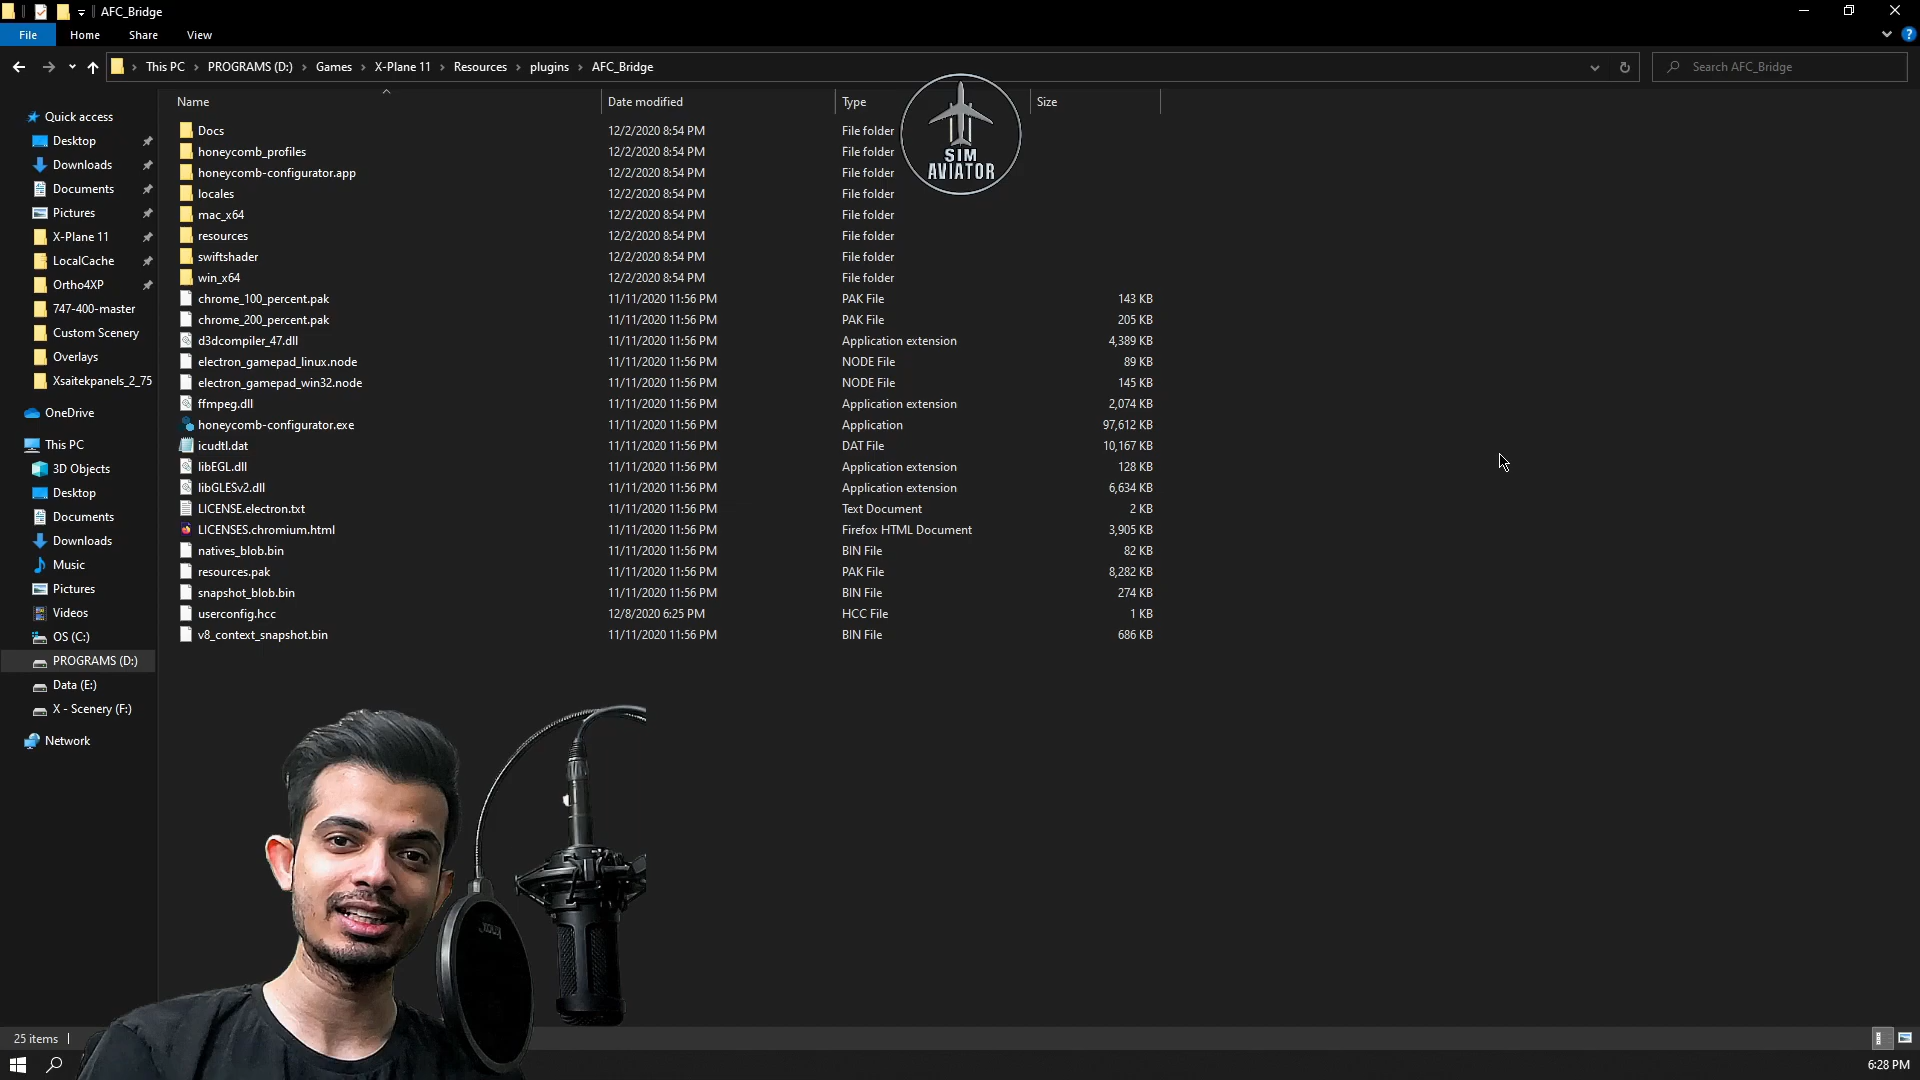 AFC_Bridge
File Home Share View
This PC PROGRAMS (D:) Games X-Plane 11 Resources plugins AFC_Bridge
Search AFC_Bridge
Name Date modified Type Size
Docs 12/2/2020 8:54 PM File folder
honeycomb_profiles 12/2/2020 8:54 PM File folder
honeycomb-configurator.app 12/2/2020 8:54 PM File folder
locales 12/2/2020 8:54 PM File folder
mac_x64 12/2/2020 8:54 PM File folder
resources 12/2/2020 8:54 PM File folder
swiftshader 12/2/2020 8:54 PM File folder
win_x64 12/2/2020 8:54 PM File folder
chrome_100_percent.pak 11/11/2020 11:56 PM PAK File 143 KB
chrome_200_percent.pak 11/11/2020 11:56 PM PAK File 205 KB
d3dcompiler_47.dll 11/11/2020 11:56 PM Application extension 4,389 KB
electron_gamepad_linux.node 11/11/2020 11:56 PM NODE File 89 KB
electron_gamepad_win32.node 11/11/2020 11:56 PM NODE File 145 KB
ffmpeg.dll 11/11/2020 11:56 PM Application extension 2,074 KB
honeycomb-configurator.exe 11/11/2020 11:56 PM Application 97,612 KB
icudtl.dat 11/11/2020 11:56 PM DAT File 10,167 KB
libEGL.dll 11/11/2020 11:56 PM Application extension 128 KB
libGLESv2.dll 11/11/2020 11:56 PM Application extension 6,634 KB
LICENSE.electron.txt 11/11/2020 11:56 PM Text Document 2 KB
LICENSES.chromium.html 11/11/2020 11:56 PM Firefox HTML Document 3,905 KB
natives_blob.bin 11/11/2020 11:56 PM BIN File 82 KB
resources.pak 11/11/2020 11:56 PM PAK File 8,282 KB
snapshot_blob.bin 11/11/2020 11:56 PM BIN File 274 KB
userconfig.hcc 12/8/2020 6:25 PM HCC File 1 KB
v8_context_snapshot.bin 11/11/2020 11:56 PM BIN File 686 KB
SIM
AVIATOR
Quick access
Desktop
Downloads
Documents
Pictures
X-Plane 11
LocalCache
Ortho4XP
747-400-master
Custom Scenery
Overlays
Xsaitekpanels_2_75
OneDrive
This PC
3D Objects
Desktop
Documents
Downloads
Music
Pictures
Videos
OS (C:)
PROGRAMS (D:)
Data (E:)
X - Scenery (F:)
Network
knox
25 items
6:28 PM